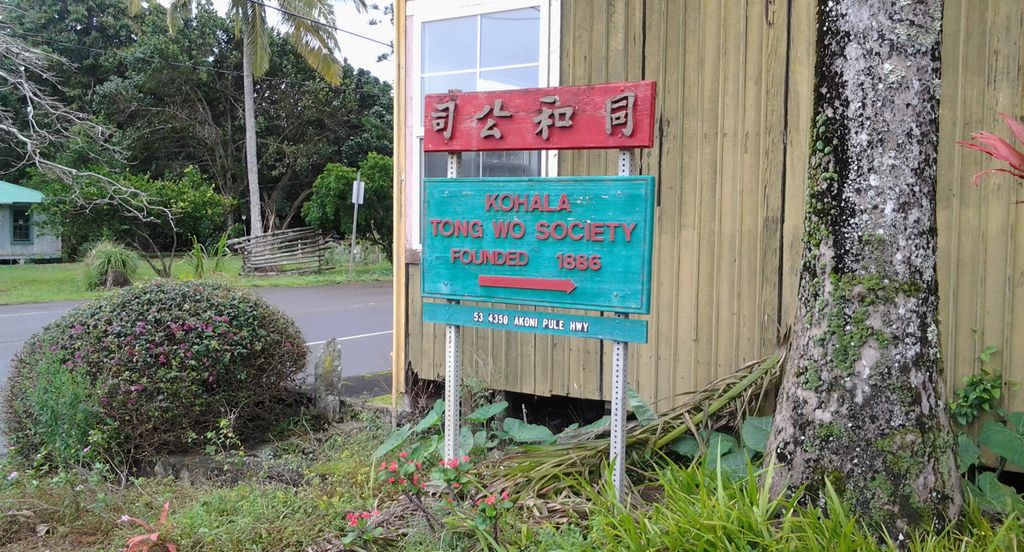 司公和同
KOHALA
TONG WO SOCIETY
FOUNDED 1886
53 4358 AKONI PULE HWY